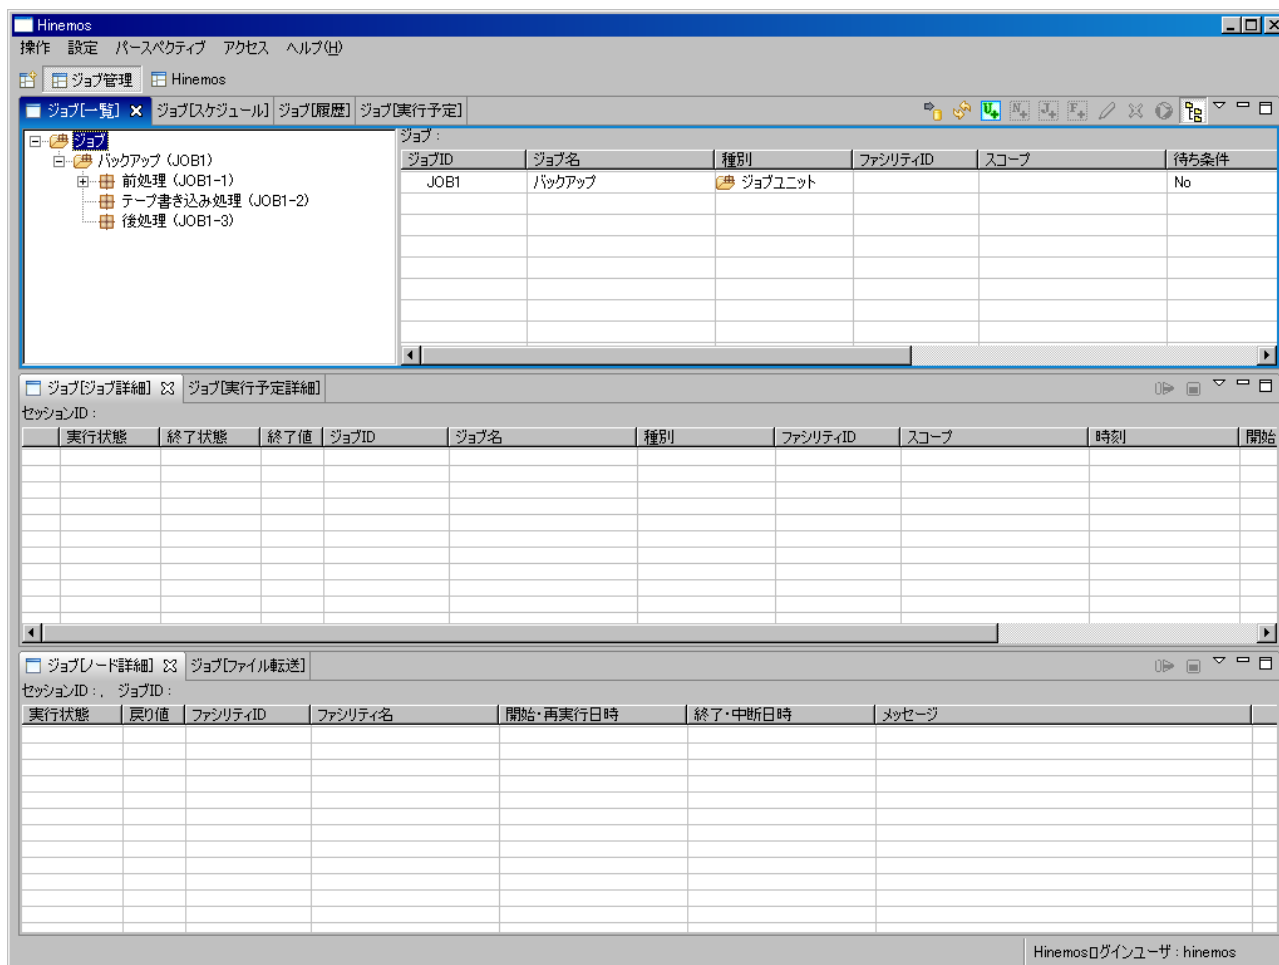 Hinemos
操作 設定 パースペクティブ アクセス ヘルプ(H)
ジョブ管理 Hinemos
ジョブ[一覧] ジョブ[スケジュール] ジョブ[履歴] ジョブ[実行予定]
ジョブ
バックアップ (JOB1)
前処理 (JOB1-1)
テープ書き込み処理 (JOB1-2)
後処理 (JOB1-3)
ジョブ :
ジョブID ジョブ名 種別 ファシリティID スコープ 待ち条件
JOB1 バックアップ ジョブユニット No
ジョブ[ジョブ詳細] ジョブ[実行予定詳細]
セッションID :
実行状態 終了状態 終了値 ジョブID ジョブ名 種別 ファシリティID スコープ 時刻 開始
ジョブ[ノード詳細] ジョブ[ファイル転送]
セッションID : , ジョブID :
実行状態 戻り値 ファシリティID ファシリティ名 開始・再実行日時 終了・中断日時 メッセージ
Hinemosログインユーザ : hinemos